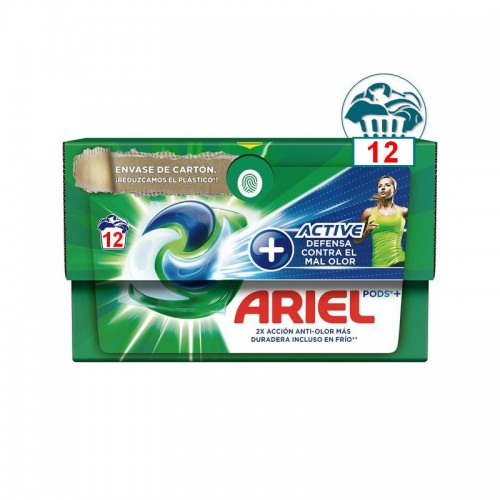 12
ENVASE DE CARTON.
¡REDUZCAMOS EL PLÁSTICO!
12
+
ACTIVE
DEFENSA
CONTRA EL
MAL OLOR
ARIEL
PODS®+
2X ACCIÓN ANTI-OLOR MÁS
DURADERA INCLUSO EN FRÍO**